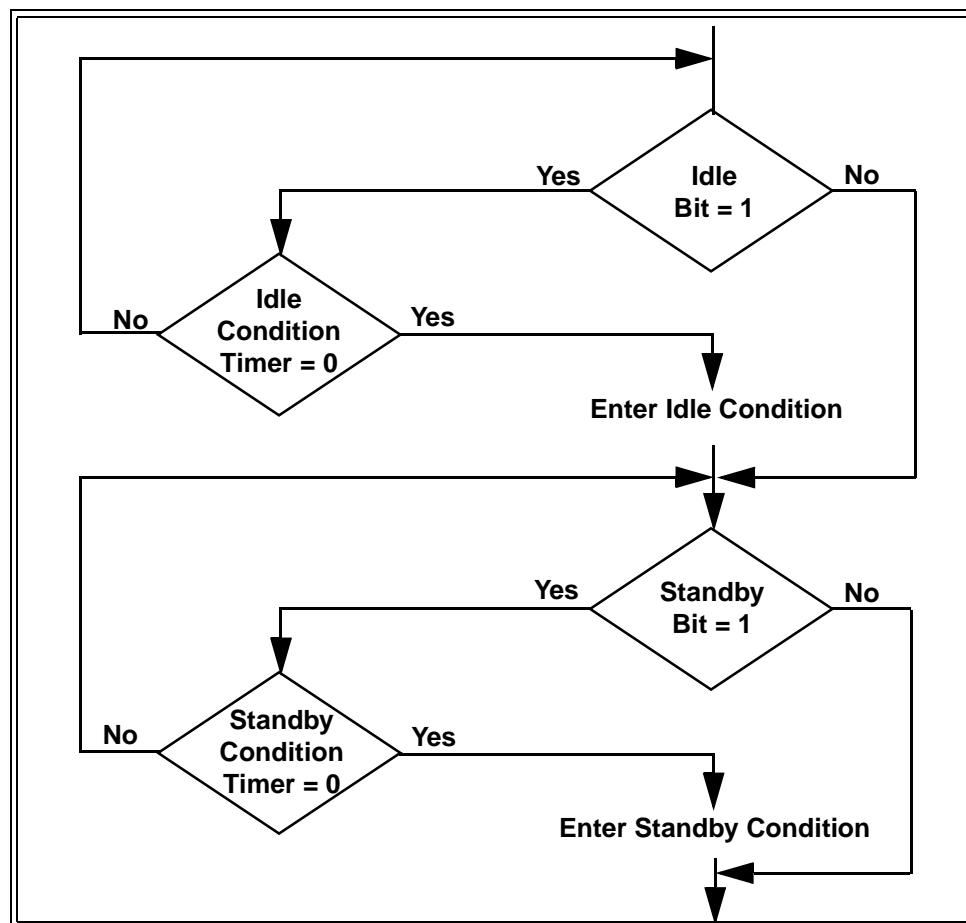 Idle
Bit = 1
Yes
No
Idle
Condition
Timer = 0
No
Yes
Enter Idle Condition
Standby
Bit = 1
Yes
No
Standby
Condition
Timer = 0
No
Yes
Enter Standby Condition